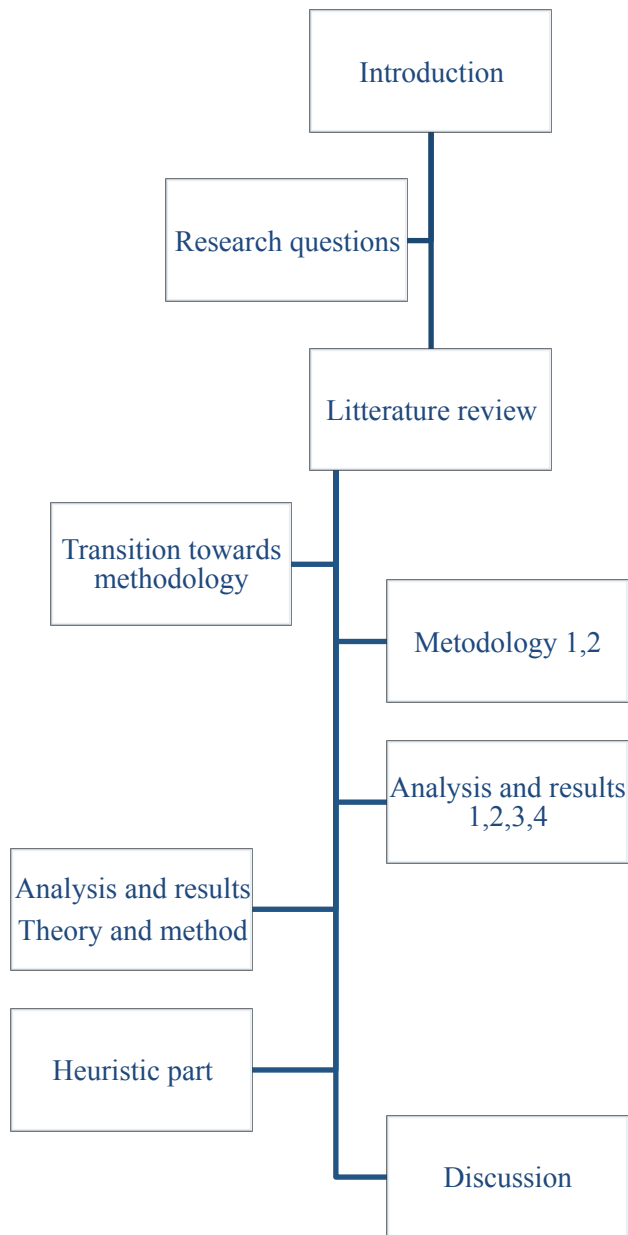 Introduction
Research questions
Litterature review
Transition towards
methodology
Metodology 1,2
Analysis and results
1,2,3,4
Analysis and results
Theory and method
Heuristic part
Discussion